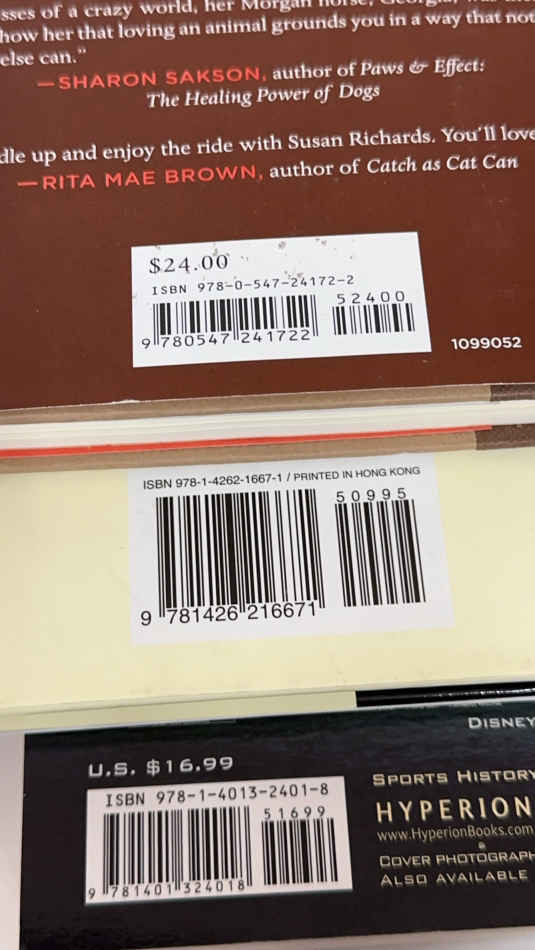 of a crazy world, her Morgan
how her that loving an animal grounds you in a way that not
else can."
—SHARON SAKSON, author of Paws & Effect:
The Healing Power of Dogs
dle up and enjoy the ride with Susan Richards. You'll love
—RITA MAE BROWN, author of Catch as Cat Can
$24.00
ISBN 978-0-547-24172-2
52400
9 780547 241722
1099052
ISBN 978-1-4262-1667-1 / PRINTED IN HONG KONG
50995
9 781426 216671
DISNEY
U.S. $16.99
SPORTS HISTORY
ISBN 978-1-4013-2401-8
51699
HYPERION
www.HyperionBooks.com
COVER PHOTOGRAPH
ALSO AVAILABLE
9 781401 324018